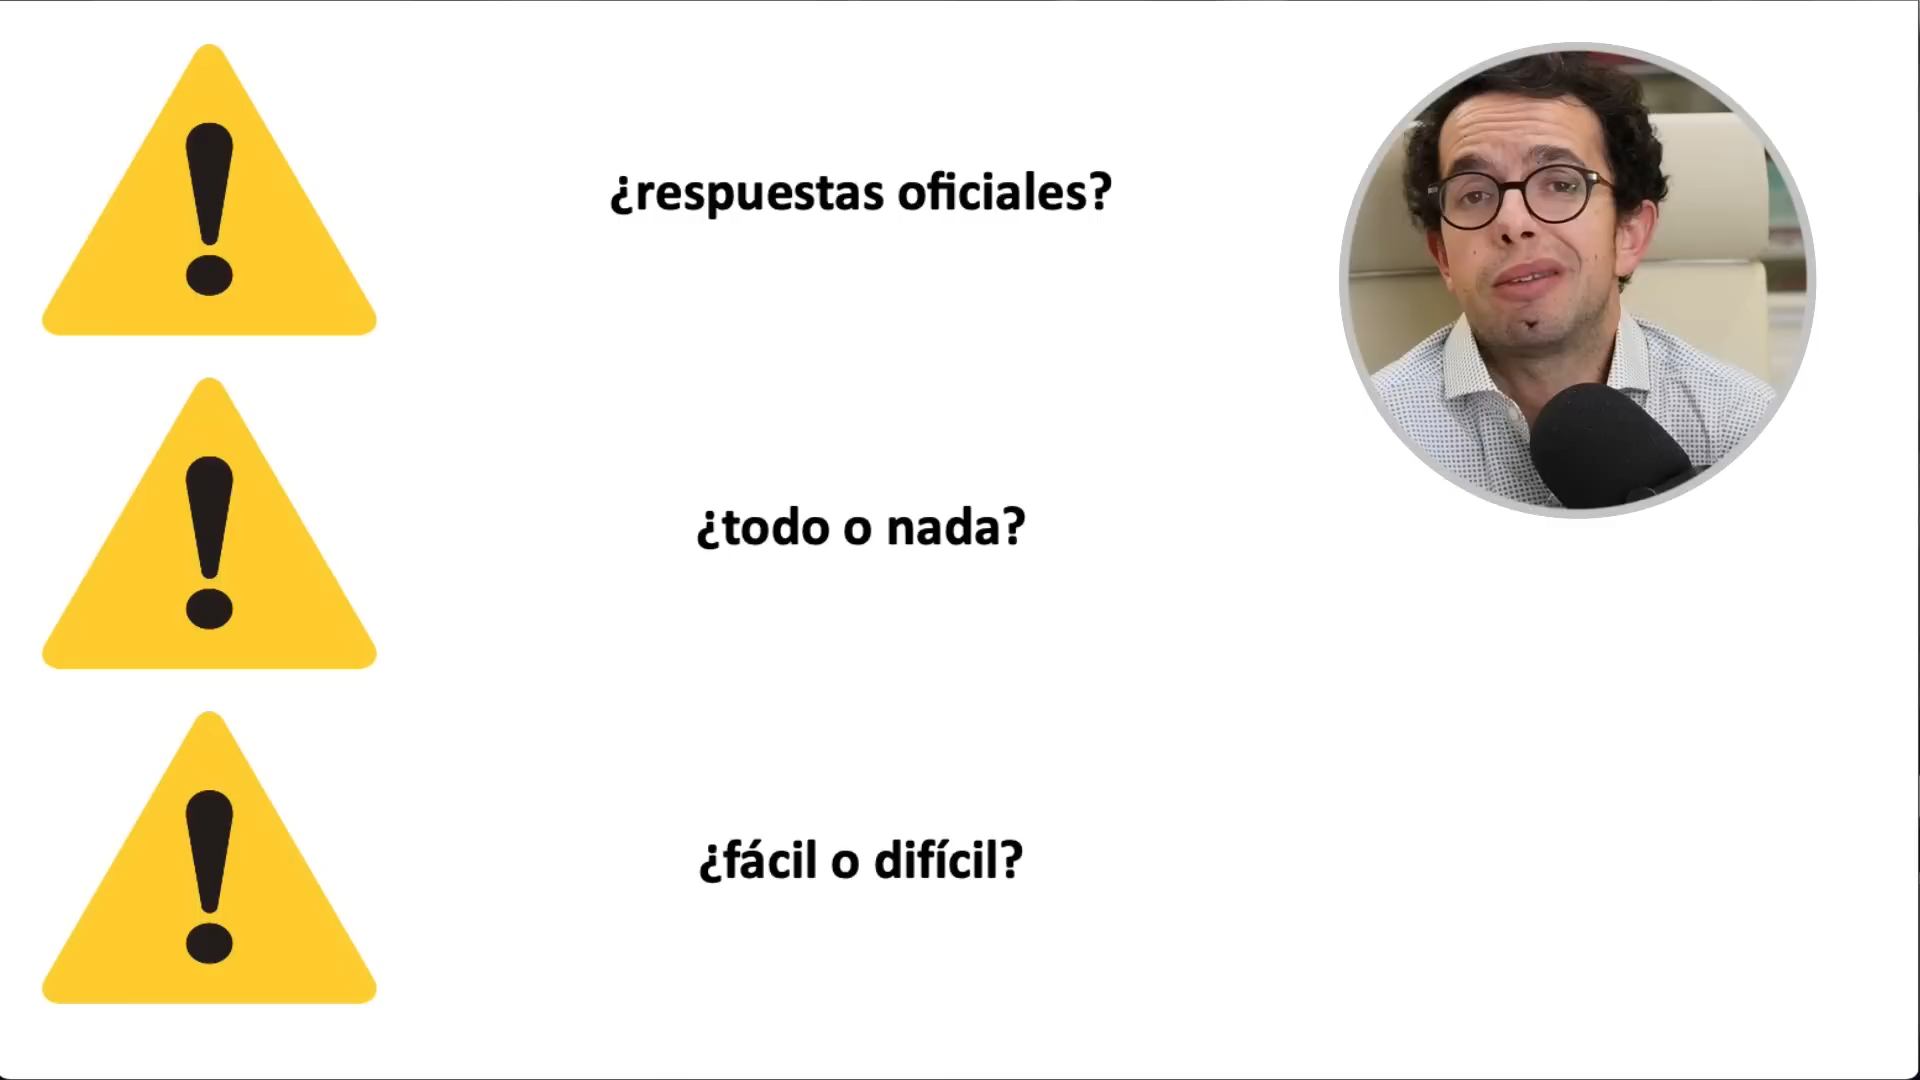 ¿respuestas oficiales?
¿todo o nada?
¿fácil o difícil?